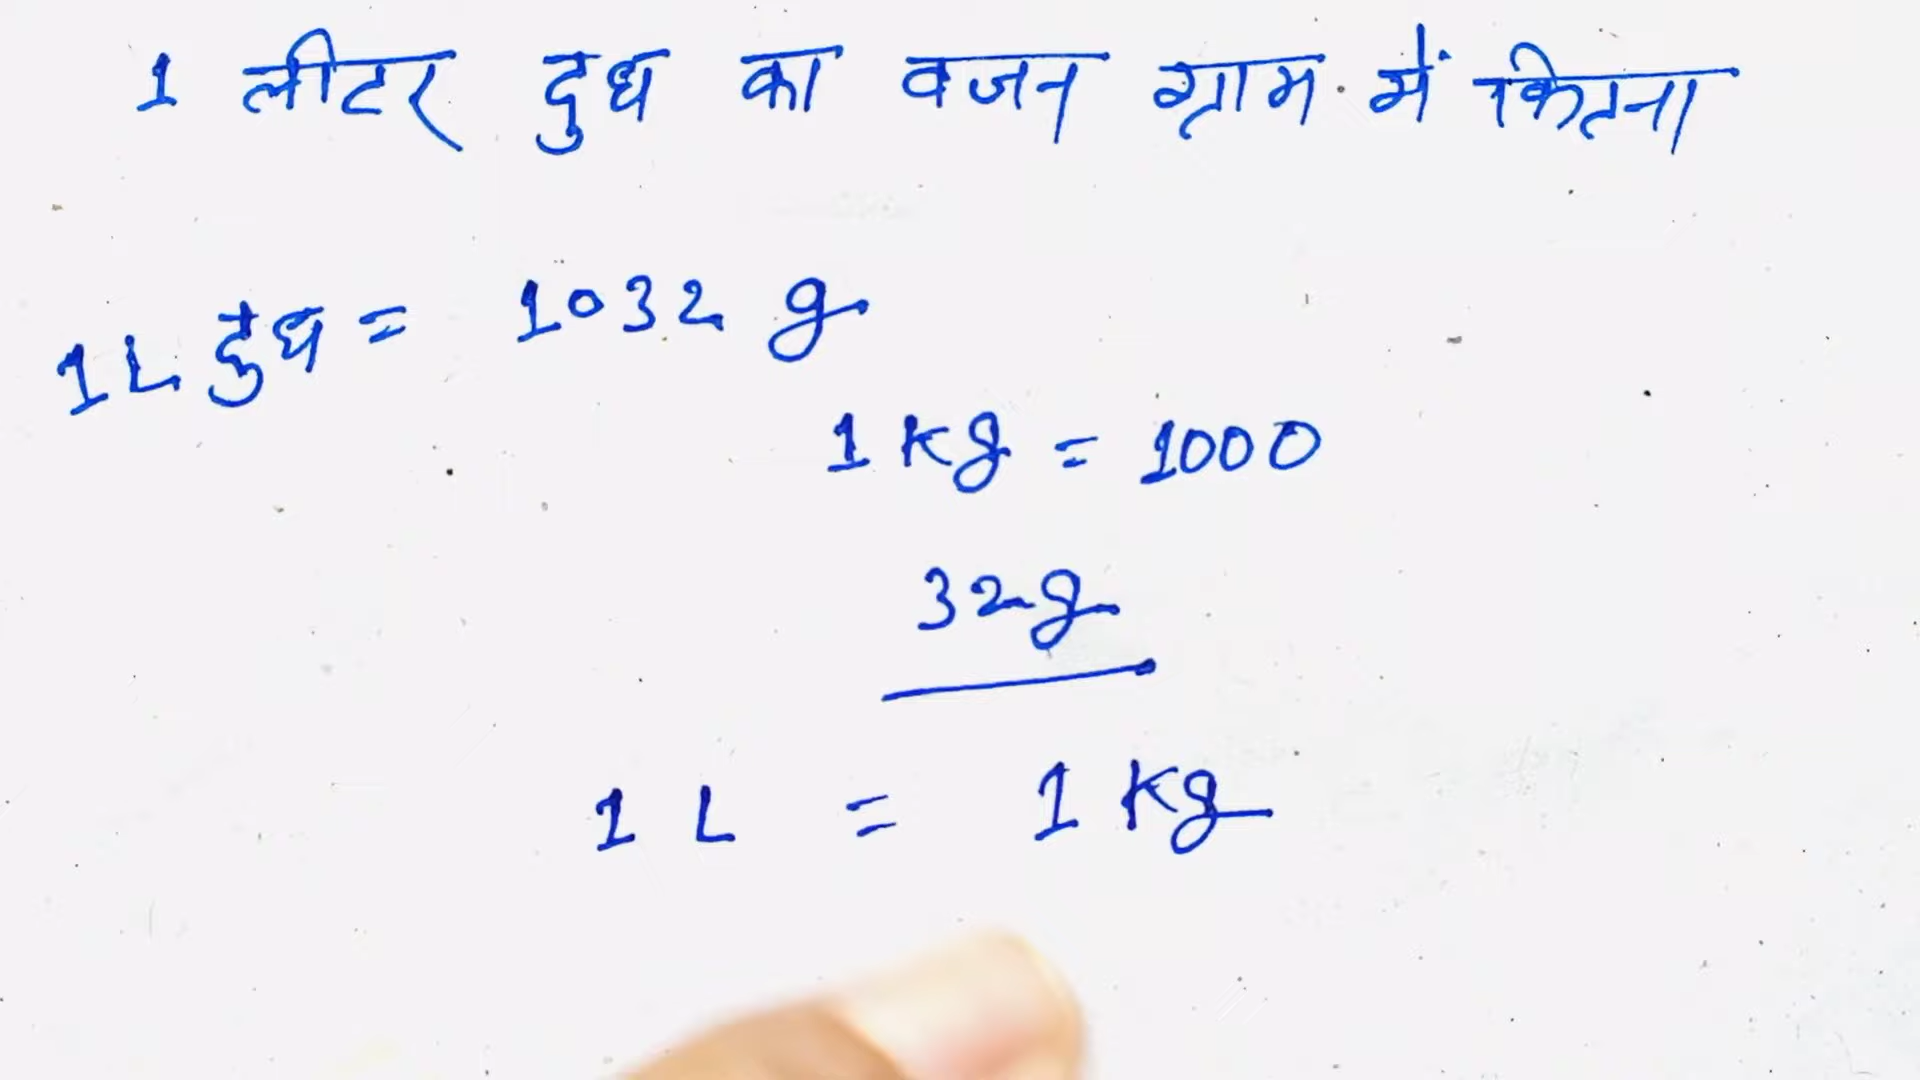 1 लीटर दुध का वजन ग्राम में कितना
1L दुध = 1032 g
1 Kg = 1000
32g
1 L = 1 Kg